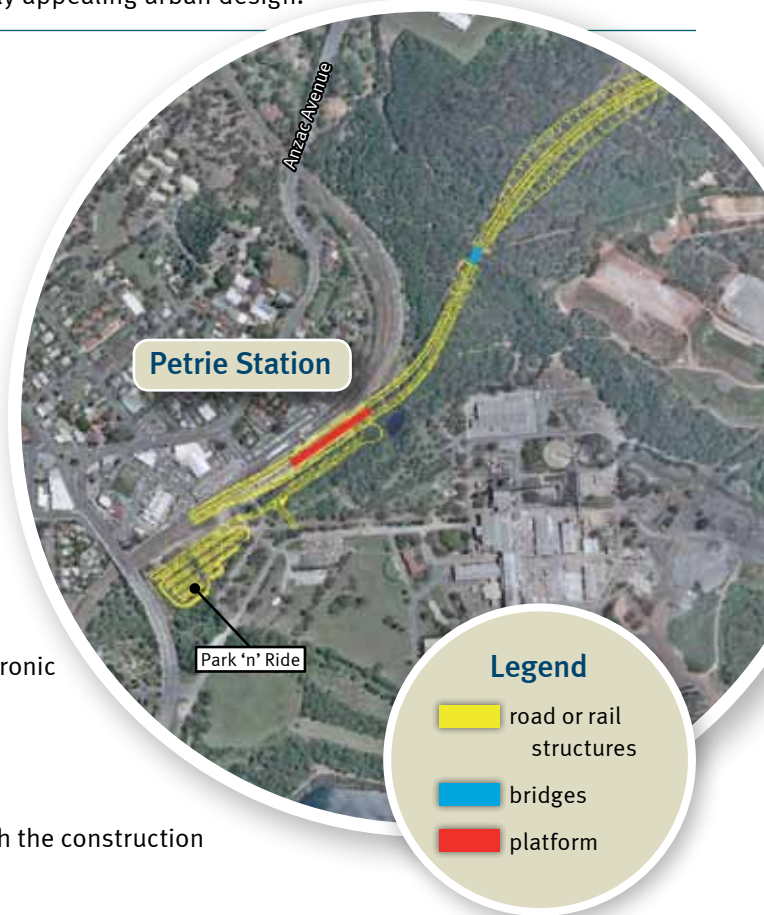 y appealing urban design.
Anzac Avenue
Petrie Station
Park ‘n’ Ride
ronic
h the construction
Legend
road or rail
structures
bridges
platform